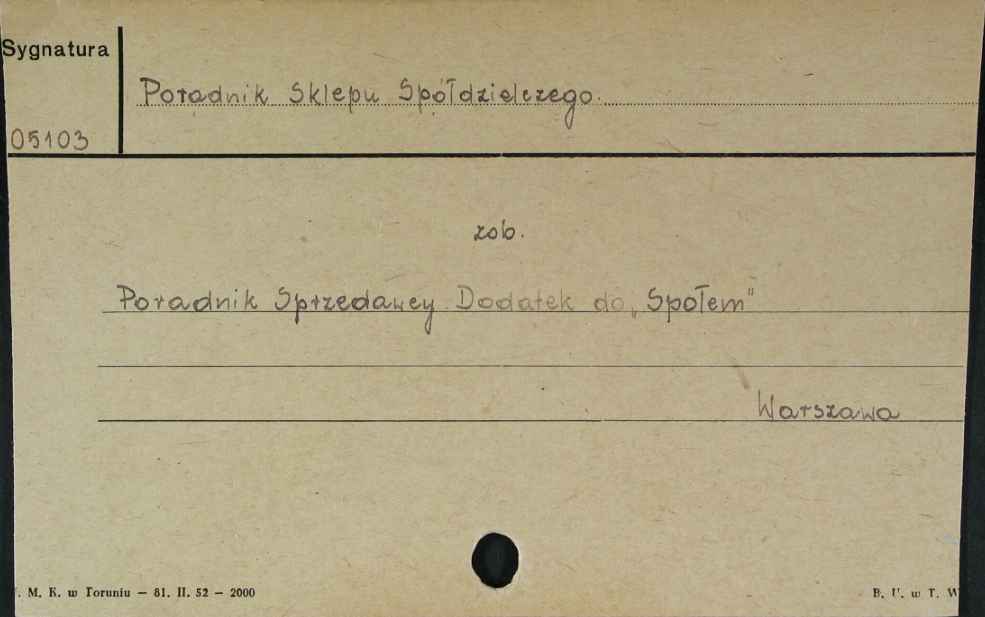 Sygnatura
Poradnik Sklepu Spółdzielczego.
05103
zob.
Poradnik Sprzedawcy Dodatek do „Społem"
Warszawa
. M. K. w Toruniu — 81. II. 52 — 2000
B. U. w T. W